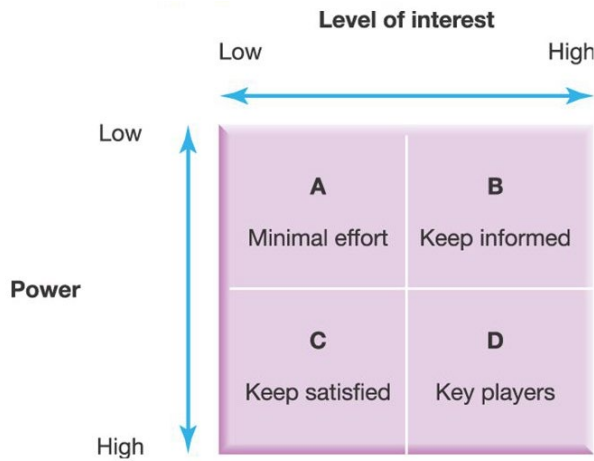 Level of interest
Low High
Low
A B
Minimal effort Keep informed
Power
C D
Keep satisfied Key players
High